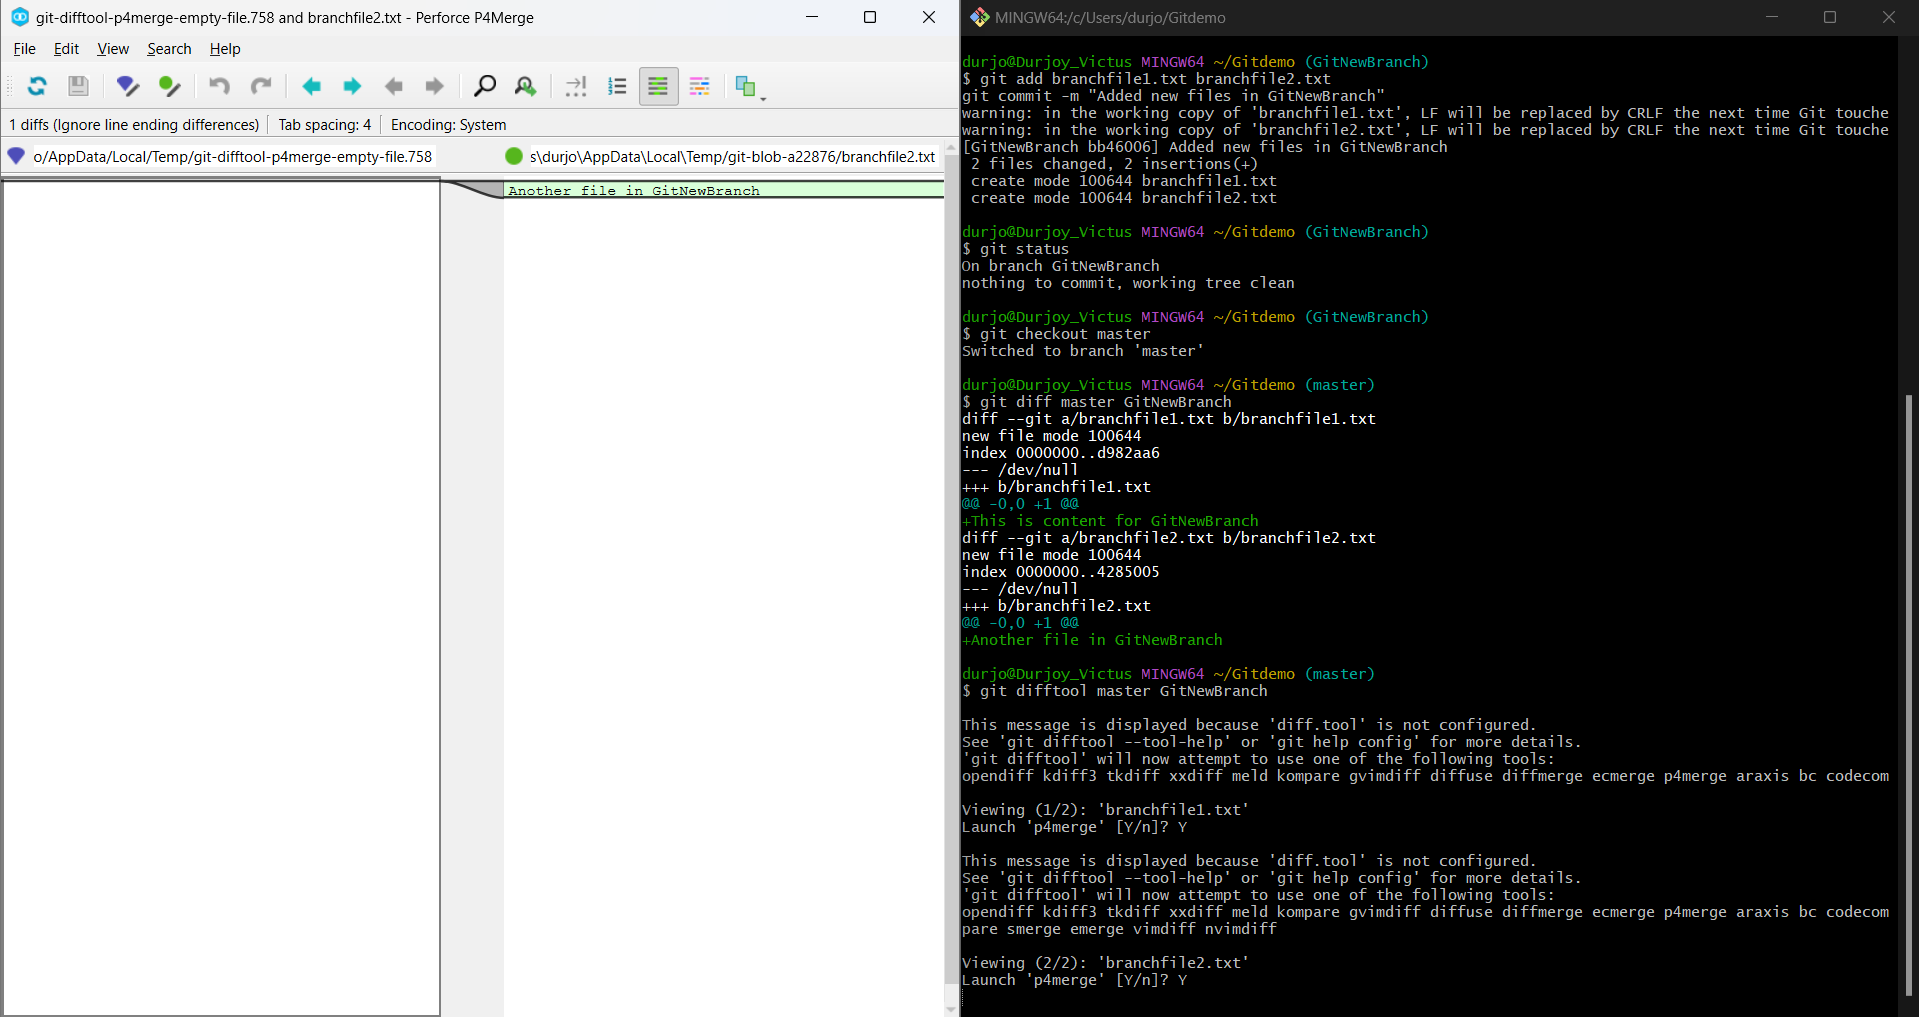 git-difftool-p4merge-empty-file.758 and branchfile2.txt - Perforce P4Merge
File Edit View Search Help
1 diffs (Ignore line ending differences) Tab spacing: 4 Encoding: System
o/AppData/Local/Temp/git-difftool-p4merge-empty-file.758
s\durjo\AppData\Local\Temp/git-blob-a22876/branchfile2.txt
Another file in GitNewBranch
MINGW64:/c/Users/durjo/Gitdemo
durjo@Durjoy_Victus MINGW64 ~/Gitdemo (GitNewBranch)
$ git add branchfile1.txt branchfile2.txt
git commit -m "Added new files in GitNewBranch"
warning: in the working copy of 'branchfile1.txt', LF will be replaced by CRLF the next time Git touche
warning: in the working copy of 'branchfile2.txt', LF will be replaced by CRLF the next time Git touche
[GitNewBranch bb46006] Added new files in GitNewBranch
2 files changed, 2 insertions(+)
create mode 100644 branchfile1.txt
create mode 100644 branchfile2.txt
durjo@Durjoy_Victus MINGW64 ~/Gitdemo (GitNewBranch)
$ git status
On branch GitNewBranch
nothing to commit, working tree clean
durjo@Durjoy_Victus MINGW64 ~/Gitdemo (GitNewBranch)
$ git checkout master
Switched to branch 'master'
durjo@Durjoy_Victus MINGW64 ~/Gitdemo (master)
$ git diff master GitNewBranch
diff --git a/branchfile1.txt b/branchfile1.txt
new file mode 100644
index 0000000..d982aa6
--- /dev/null
+++ b/branchfile1.txt
@@ -0,0 +1 @@
+This is content for GitNewBranch
diff --git a/branchfile2.txt b/branchfile2.txt
new file mode 100644
index 0000000..4285005
--- /dev/null
+++ b/branchfile2.txt
@@ -0,0 +1 @@
+Another file in GitNewBranch
durjo@Durjoy_Victus MINGW64 ~/Gitdemo (master)
$ git difftool master GitNewBranch
This message is displayed because 'diff.tool' is not configured.
See 'git difftool --tool-help' or 'git help config' for more details.
'git difftool' will now attempt to use one of the following tools:
opendiff kdiff3 tkdiff xxdiff meld kompare gvimdiff diffuse diffmerge ecmerge p4merge araxis bc codecom
Viewing (1/2): 'branchfile1.txt'
Launch 'p4merge' [Y/n]? Y
This message is displayed because 'diff.tool' is not configured.
See 'git difftool --tool-help' or 'git help config' for more details.
'git difftool' will now attempt to use one of the following tools:
opendiff kdiff3 tkdiff xxdiff meld kompare gvimdiff diffuse diffmerge ecmerge p4merge araxis bc codecom
pare smerge emerge vimdiff nvimdiff
Viewing (2/2): 'branchfile2.txt'
Launch 'p4merge' [Y/n]? Y